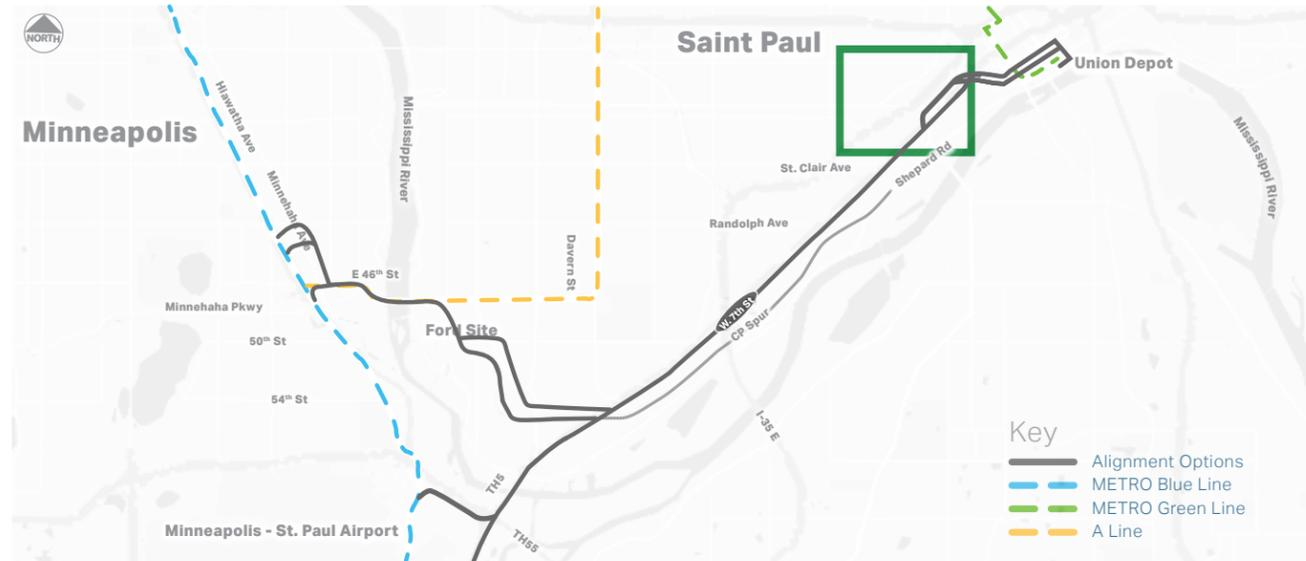 NORTH
Saint Paul
Union Depot
Minneapolis
Hiawatha Ave
Mississippi River
Mississippi River
St. Clair Ave
Shepard Rd
Minnehaha Ave
Randolph Ave
Davern St
E 46th St
Minnehaha Pkwy
W. 7th St
CP Spur
Ford Site
50th St
54th St
I-35 E
Key
Alignment Options
TH5
METRO Blue Line
METRO Green Line
Minneapolis - St. Paul Airport
A Line
TH55